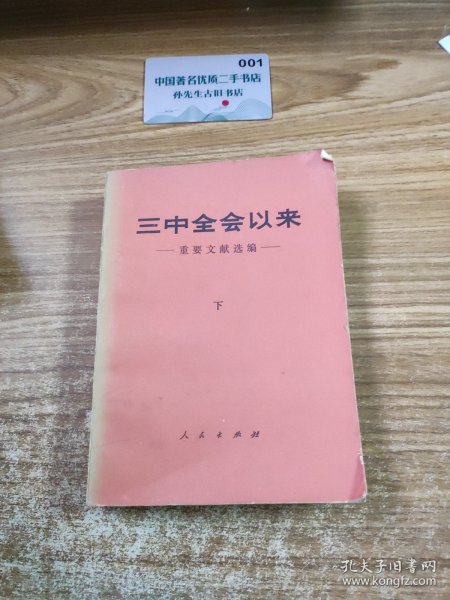 001
中国著名优质二手书店
孙先生古旧书店
三中全会以来
——重要文献选编——
下
人民出版社
孔夫子旧书网
www.kongfz.com